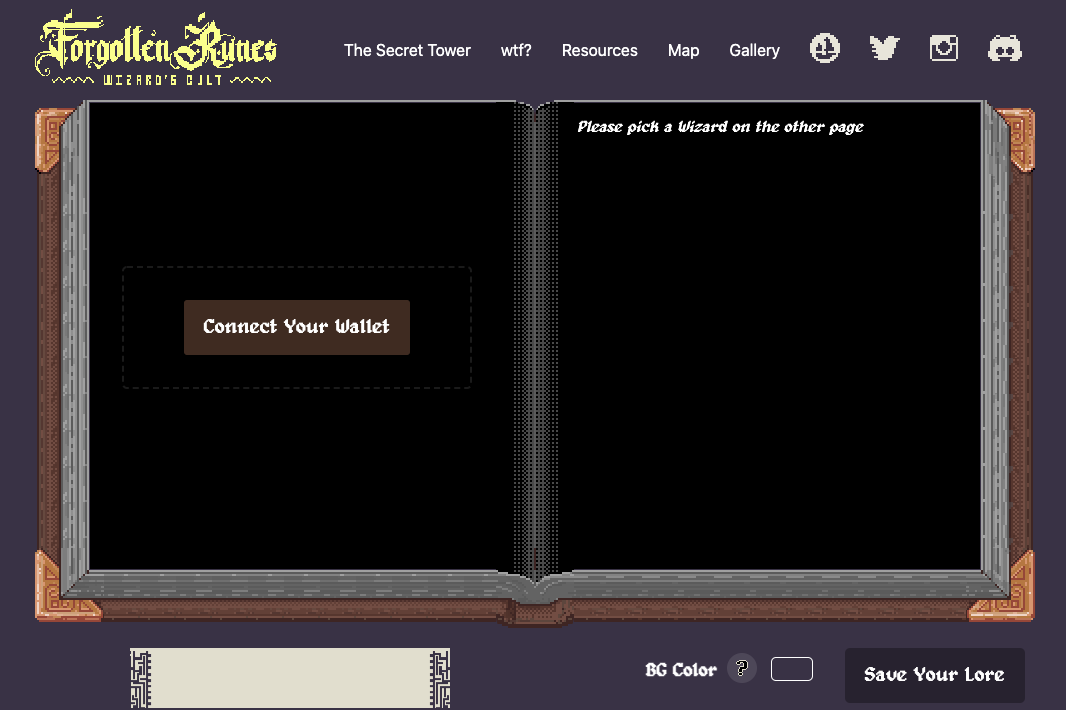 Forgotten Runes
WIZARD'S CULT
The Secret Tower wtf? Resources Map Gallery
Please pick a Wizard on the other page
Connect Your Wallet
BG Color ? Save Your Lore